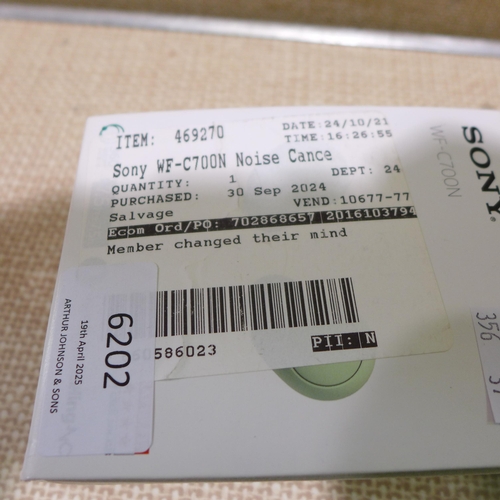 ITEM: 469270
DATE:24/10/21
TIME:16:26:55
Sony WF-C700N Noise Cance
QUANTITY: 1
DEPT: 24
PURCHASED: 30 Sep 2024
VEND:10677-77
Salvage
Ecom Ord/PO: 702868657 2016103794
Member changed their mind
586023
PII: N
6202
19th April 2025
ARTHUR JOHNSON & SONS
SONY
WF-C700N
356